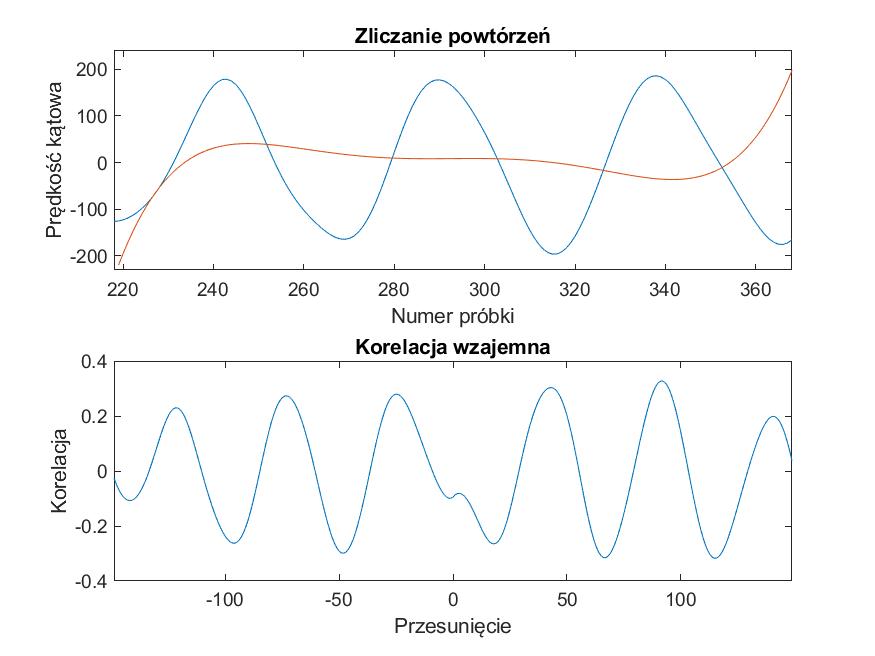 Zliczanie powtórzeń
200
100
0
-100
-200
Prędkość kątowa
220 240 260 280 300 320 340 360
Numer próbki
Korelacja wzajemna
0.4
0.2
0
-0.2
-0.4
Korelacja
-100 -50 0 50 100
Przesunięcie